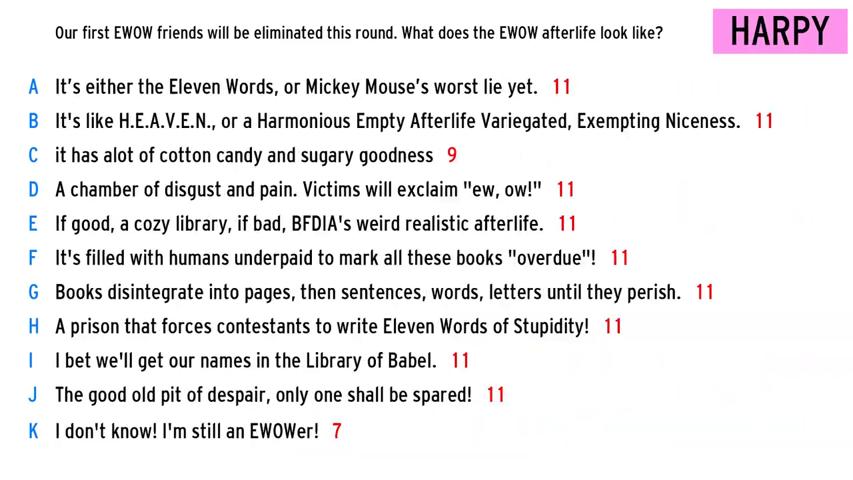 Our first EWOW friends will be eliminated this round. What does the EWOW afterlife look like?
HARPY
A It's either the Eleven Words, or Mickey Mouse's worst lie yet. 11
B It's like H.E.A.V.E.N., or a Harmonious Empty Afterlife Variegated, Exempting Niceness. 11
C it has alot of cotton candy and sugary goodness 9
D A chamber of disgust and pain. Victims will exclaim "ew, ow!" 11
E If good, a cozy library, if bad, BFDIA's weird realistic afterlife. 11
F It's filled with humans underpaid to mark all these books "overdue"! 11
G Books disintegrate into pages, then sentences, words, letters until they perish. 11
H A prison that forces contestants to write Eleven Words of Stupidity! 11
I I bet we'll get our names in the Library of Babel. 11
J The good old pit of despair, only one shall be spared! 11
K I don't know! I'm still an EWOWer! 7